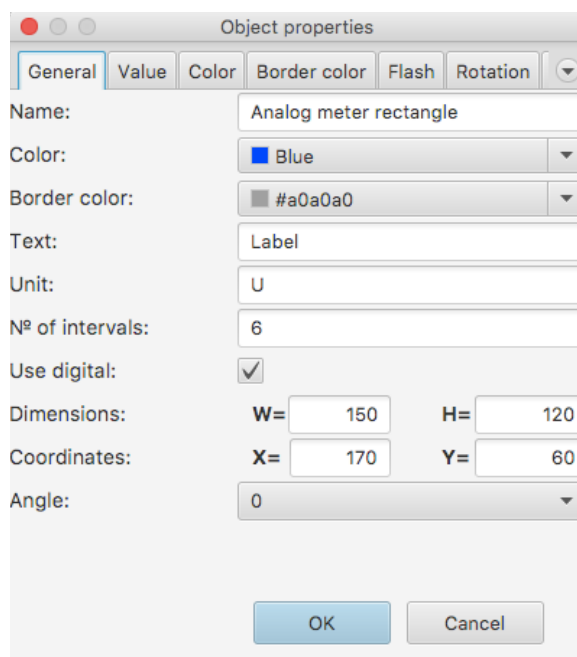 Object properties
General Value Color Border color Flash Rotation
Name: Analog meter rectangle
Color: Blue
Border color: #a0a0a0
Text: Label
Unit: U
Nº of intervals: 6
Use digital:
Dimensions: W= 150 H= 120
Coordinates: X= 170 Y= 60
Angle: 0
OK Cancel